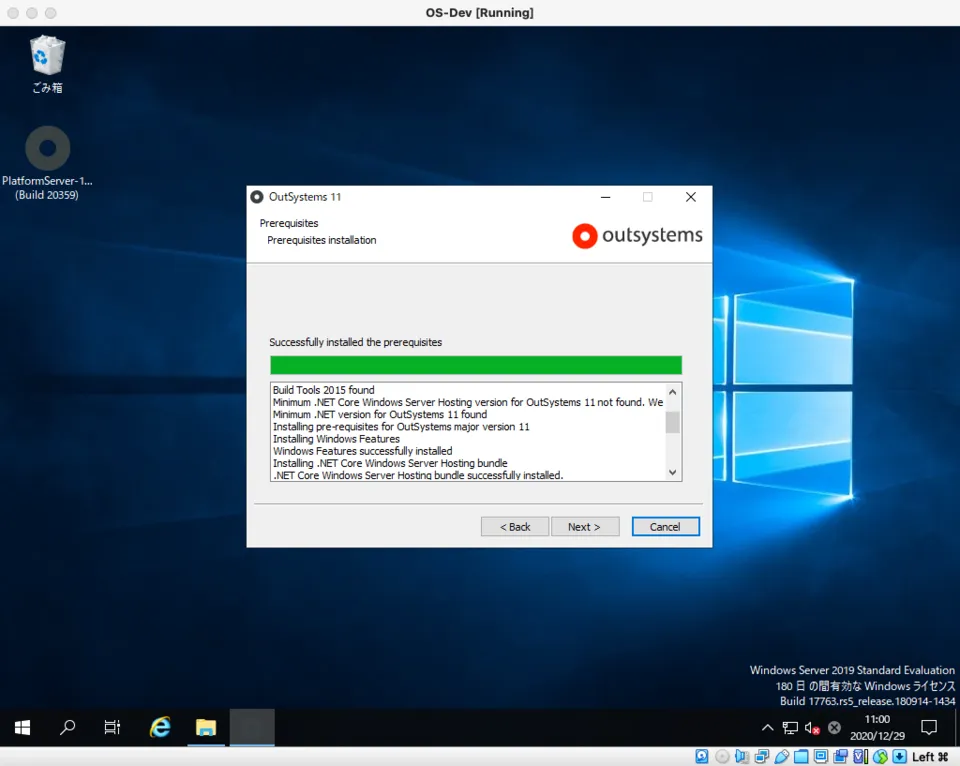 OS-Dev [Running]
ごみ箱
PlatformServer-1...
(Build 20359)
OutSystems 11
Prerequisites
Prerequisites installation
outsystems
Successfully installed the prerequisites
Build Tools 2015 found
Minimum .NET Core Windows Server Hosting version for OutSystems 11 not found. We
Minimum .NET version for OutSystems 11 found
Installing pre-requisites for OutSystems major version 11
Installing Windows Features
Windows Features successfully installed
Installing .NET Core Windows Server Hosting bundle
.NET Core Windows Server Hosting bundle successfully installed.
< Back
Next >
Cancel
Windows Server 2019 Standard Evaluation
180 日 の間有効な Windows ライセンス
Build 17763.rs5_release.180914-1434
11:00
2020/12/29
Left ⌘